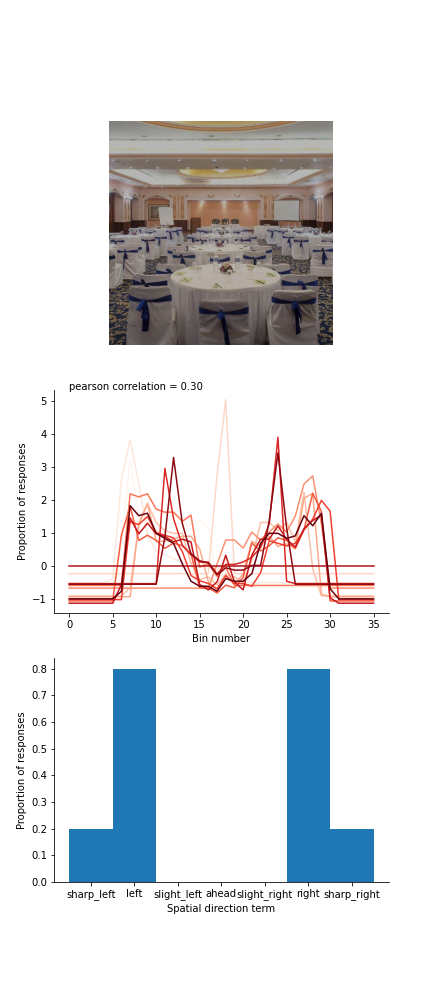 pearson correlation = 0.30
Proportion of responses
5
4
3
2
1
0
−1
0 5 10 15 20 25 30 35
Bin number
Proportion of responses
0.8
0.7
0.6
0.5
0.4
0.3
0.2
0.1
0.0
sharp_left left slight_left ahead slight_right right sharp_right
Spatial direction term